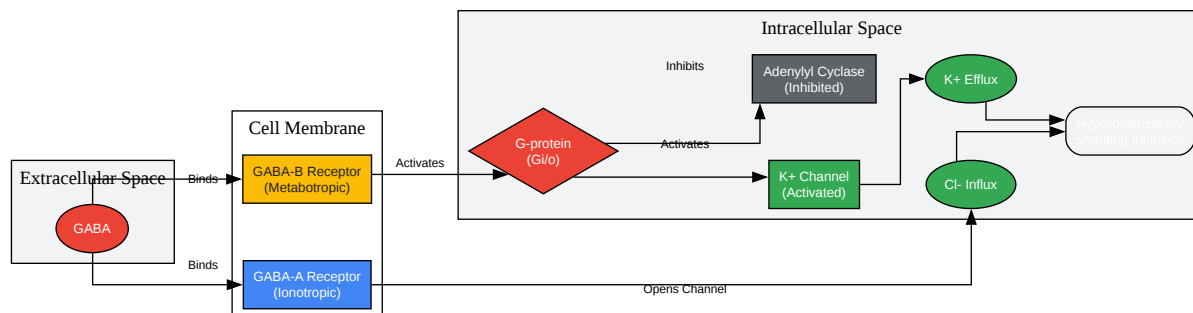 Intracellular Space
Inhibits
Adenylyl Cyclase
(Inhibited)
K+ Efflux
Hyperpolarization/
Shunting Inhibition
Cell Membrane
G-protein
(Gi/o)
Activates
Activates
GABA-B Receptor
(Metabotropic)
K+ Channel
(Activated)
Cl- Influx
Extracellular Space
Binds
GABA
Binds
GABA-A Receptor
(Ionotropic)
Opens Channel